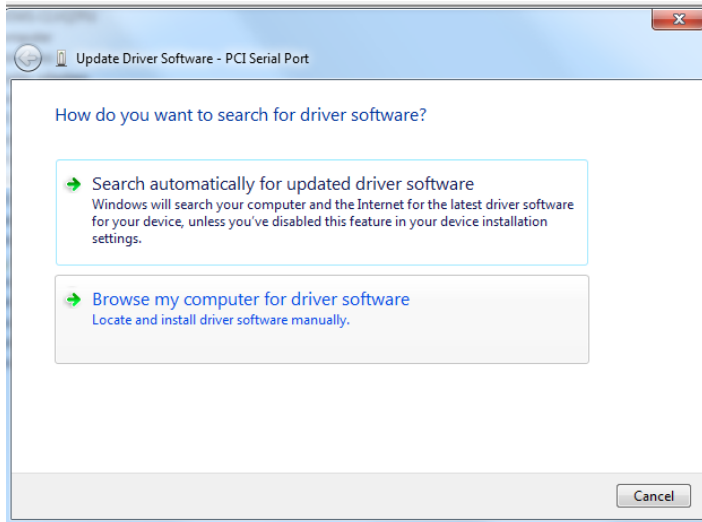 Update Driver Software - PCI Serial Port
How do you want to search for driver software?
Search automatically for updated driver software
Windows will search your computer and the Internet for the latest driver software
for your device, unless you've disabled this feature in your device installation
settings.
Browse my computer for driver software
Locate and install driver software manually.
Cancel